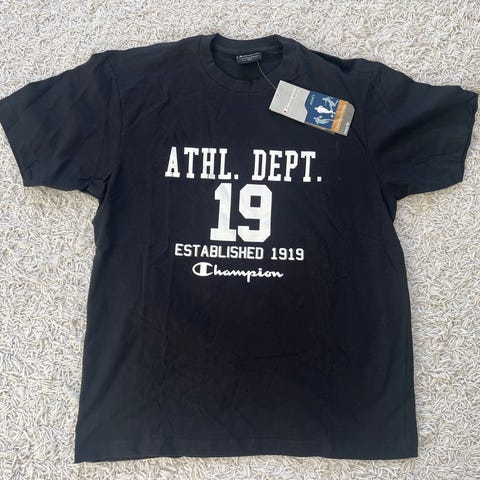 ATHL. DEPT.
19
ESTABLISHED 1919
Champion